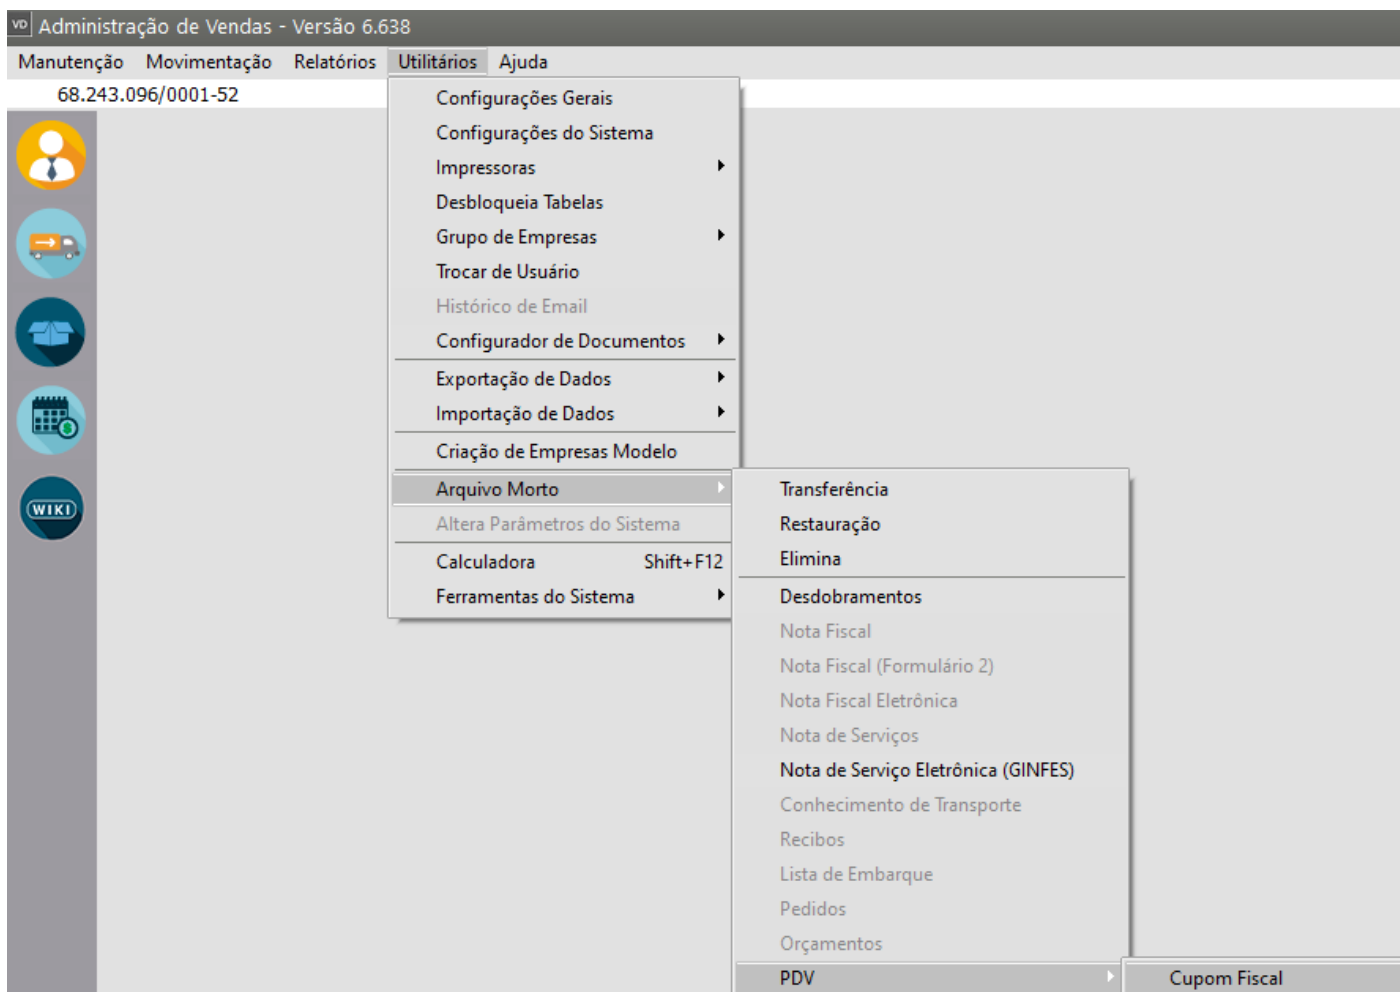 VD Administração de Vendas - Versão 6.638
Manutenção Movimentação Relatórios Utilitários Ajuda
68.243.096/0001-52
Configurações Gerais
Configurações do Sistema
Impressoras
Desbloqueia Tabelas
Grupo de Empresas
Trocar de Usuário
Histórico de Email
Configurador de Documentos
Exportação de Dados
Importação de Dados
Criação de Empresas Modelo
Arquivo Morto
Altera Parâmetros do Sistema
Calculadora Shift+F12
Ferramentas do Sistema
WIKI
Transferência
Restauração
Elimina
Desdobramentos
Nota Fiscal
Nota Fiscal (Formulário 2)
Nota Fiscal Eletrônica
Nota de Serviços
Nota de Serviço Eletrônica (GINFES)
Conhecimento de Transporte
Recibos
Lista de Embarque
Pedidos
Orçamentos
PDV
Cupom Fiscal